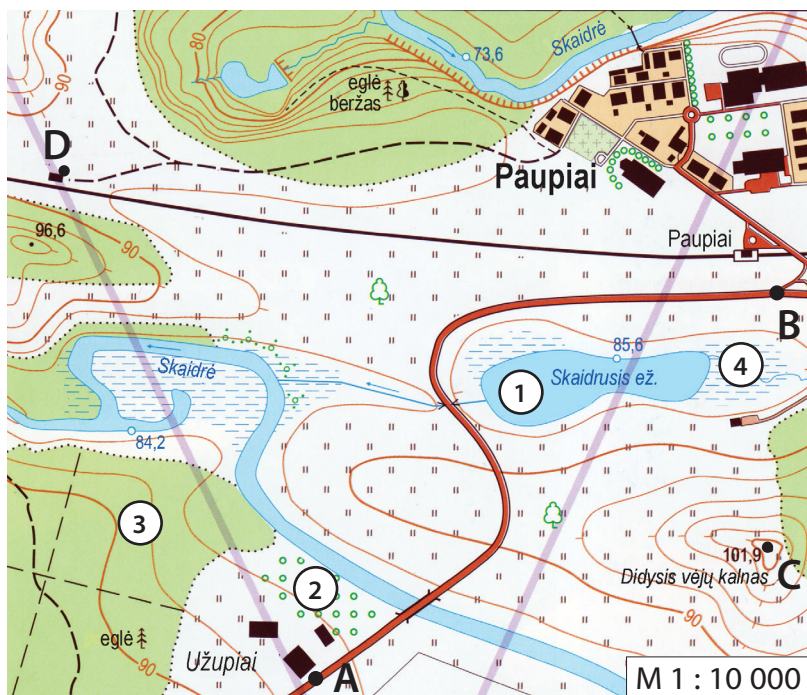 80
90
73,6
Skaidrė
eglė
beržas
D
Paupiai
96,6
90
Paupiai
B
Skaidrė
85,6
4
1
Skaidrusis ež.
84,2
3
101,9
C
Didysis vėjų kalnas
2
90
eglė
90
Užupiai
A
M 1 : 10 000